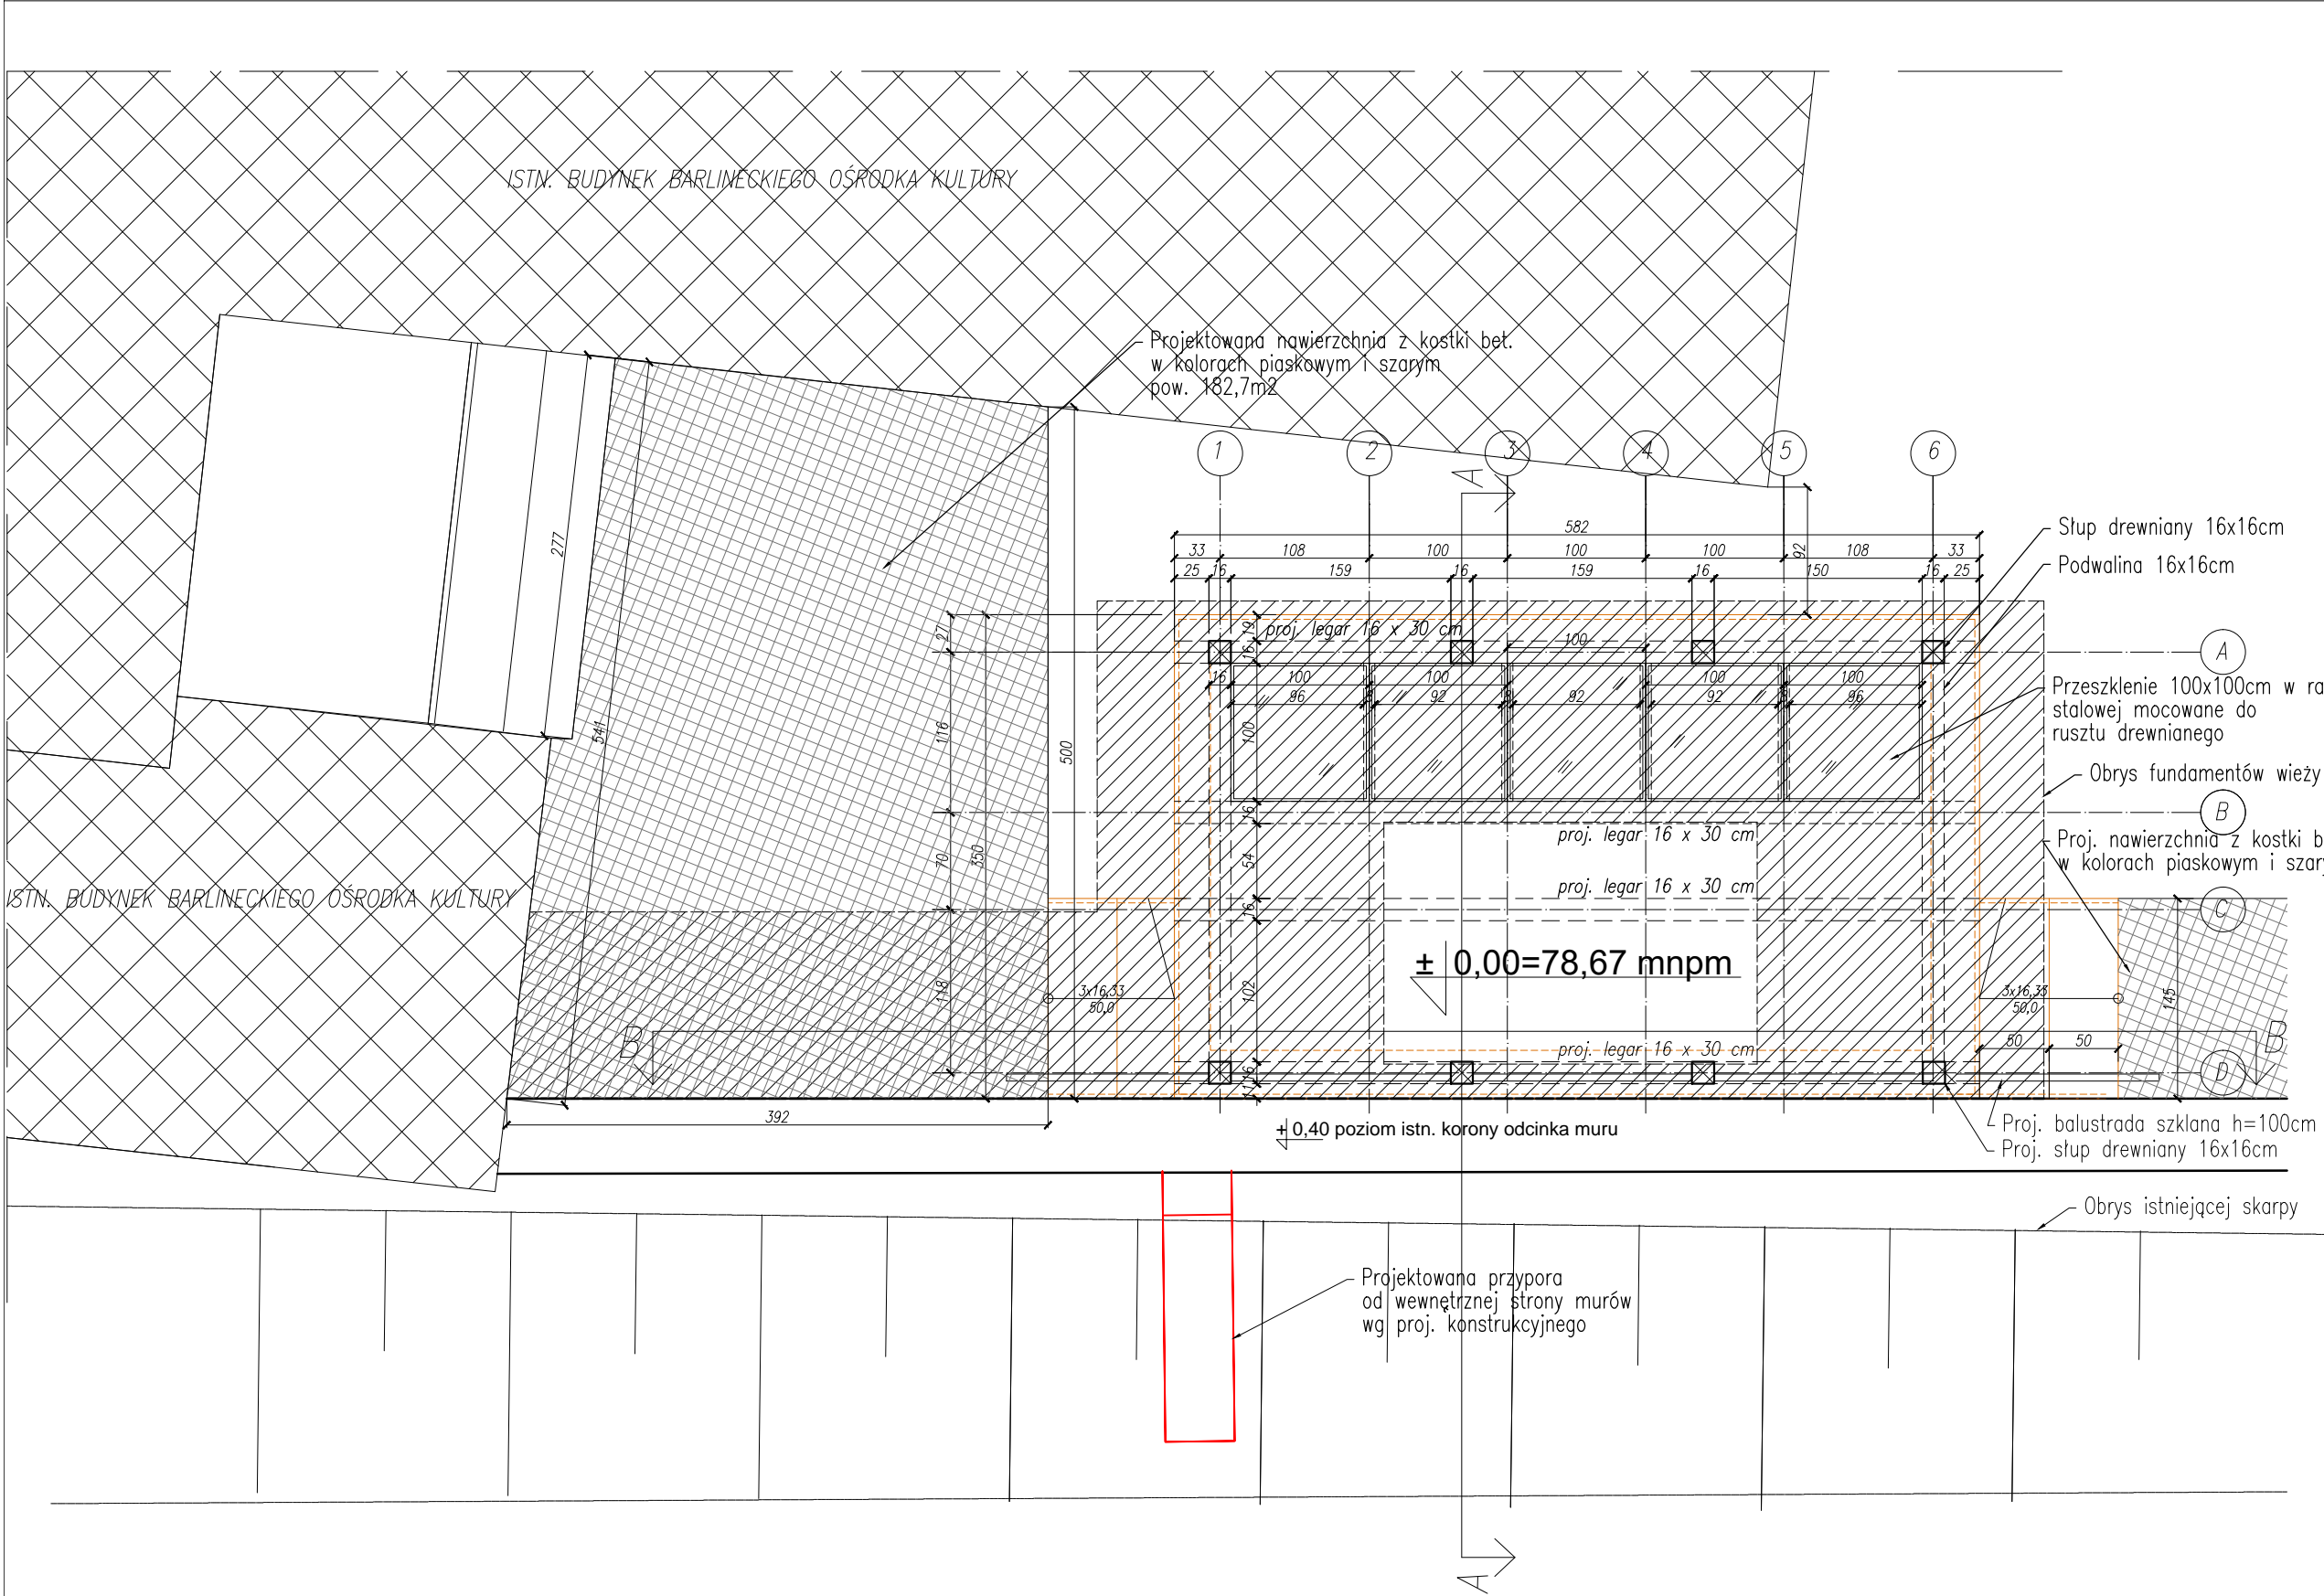 ISTN. BUDYNEK BARLINECKIEGO OŚRODKA KULTURY
Projektowana nawierzchnia z kostki bet.
w kolorach piaskowym i szarym
pow. 182,7m2
1
2
3
4
5
6
A
582
33
108
100
100
100
108
33
92
25
16
159
16
159
16
150
16
25
Słup drewniany 16x16cm
Podwalina 16x16cm
277
541
500
27
116
70
350
118
19
16
100
16
54
16
102
16
proj. legar 16 x 30 cm
100
16
100
100
100
100
96
92
92
92
96
A
Przeszklenie 100x100cm w ra
stalowej mocowane do
rusztu drewnianego
Obrys fundamentów wieży
B
proj. legar 16 x 30 cm
Proj. nawierzchnia z kostki b
w kolorach piaskowym i szary
ISTN. BUDYNEK BARLINECKIEGO OŚRODKA KULTURY
proj. legar 16 x 30 cm
C
± 0,00=78,67 mnpm
3x16,33
50,0
3x16,33
50,0
145
B
B
50
50
proj. legar 16 x 30 cm
D
392
+ 0,40 poziom istn. korony odcinka muru
Proj. balustrada szklana h=100cm
Proj. słup drewniany 16x16cm
Obrys istniejącej skarpy
Projektowana przypora
od wewnętrznej strony murów
wg proj. konstrukcyjnego
A